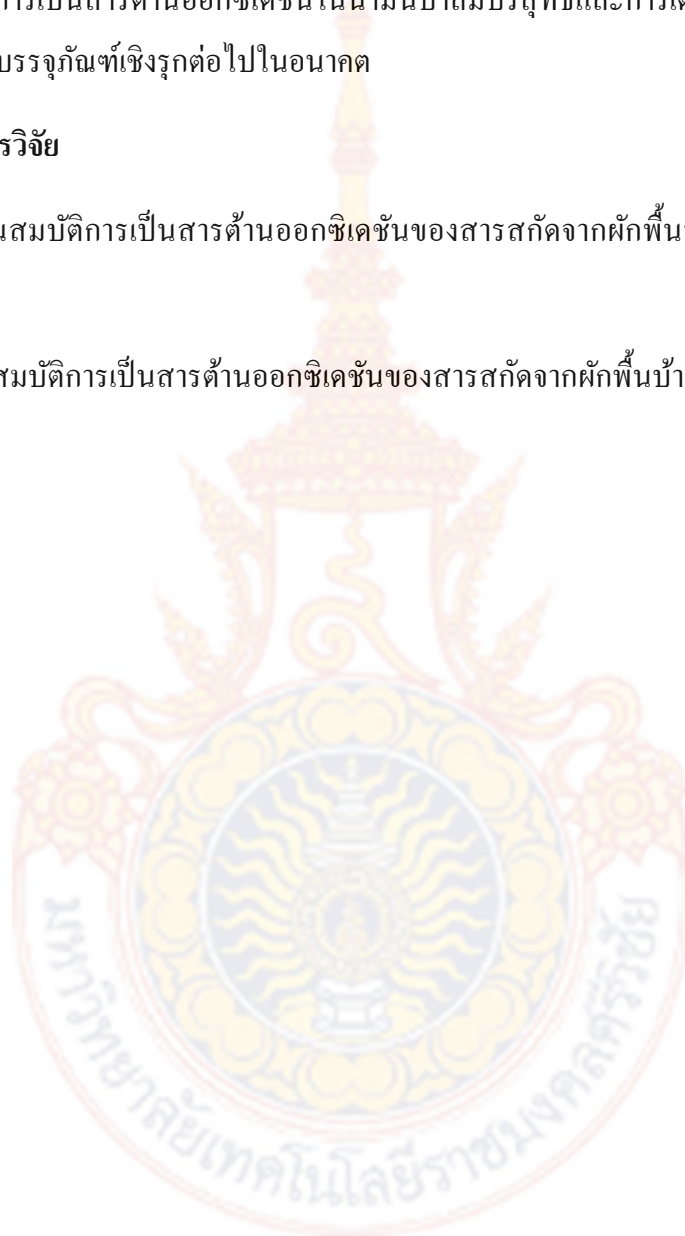 การเป็นสารต้านออกซิเดชันในน้ำมันปาล์มบริสุทธิ์และการเ
บรรจุภัณฑ์เชิงรุกต่อไปในอนาคต
รวิจัย
นสมบัติการเป็นสารต้านออกซิเดชันของสารสกัดจากผักพื้น
สมบัติการเป็นสารต้านออกซิเดชันของสารสกัดจากผักพื้นบ้า
มหาวิทยาลัยเทคโนโลยีราชมงคลศรีวิชัย